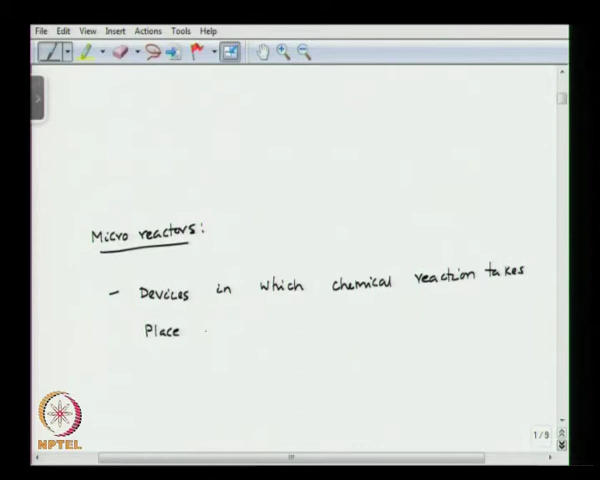 File Edit View Insert Actions Tools Help
Micro reactors:
- Devices in which chemical reaction takes
Place
1/9
NPTEL